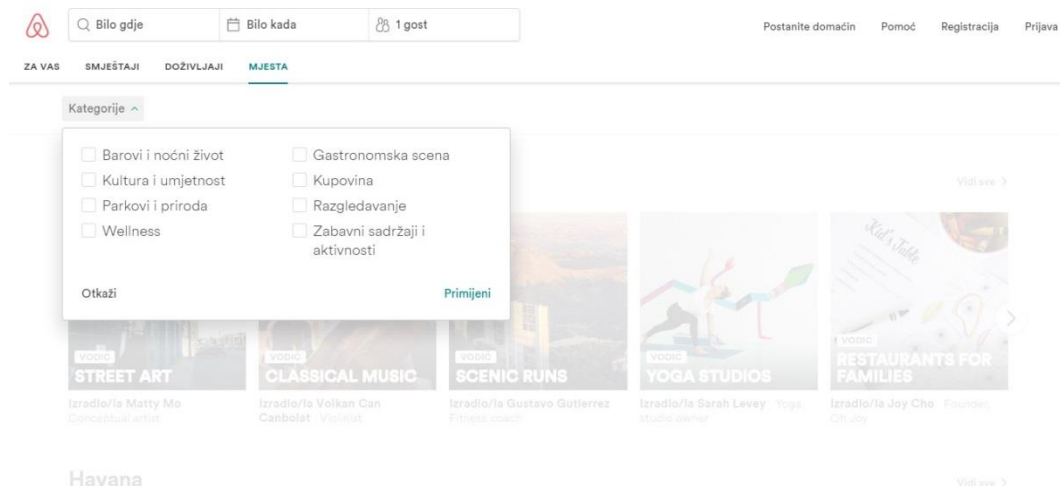 Bilo gdje Bilo kada 1 gost Postanite domaćin Pomoć Registracija Prijava
ZA VAS SMJEŠTAJI DOŽIVLJAJI MJESTA
Kategorije
Barovi i noćni život Gastronomska scena
Kultura i umjetnost Kupovina
Parkovi i priroda Razgledavanje
Wellness Zabavni sadržaji i
aktivnosti
Otkaži Primijeni
Vidi sve >
Kid's Table
VODIČ
STREET ART
Izradio/la Matty Mo
Conceptual artist
VODIČ
CLASSICAL MUSIC
Izradio/la Volkan Can
Canbolat · Violinist
VODIČ
SCENIC RUNS
Izradio/la Gustavo Gutierrez
Fitness coach
VODIČ
YOGA STUDIOS
Izradio/la Sarah Levey · Yoga
studio owner
VODIČ
RESTAURANTS FOR
FAMILIES
Izradio/la Joy Cho · Founder,
Oh Joy
Havana Vidi sve >